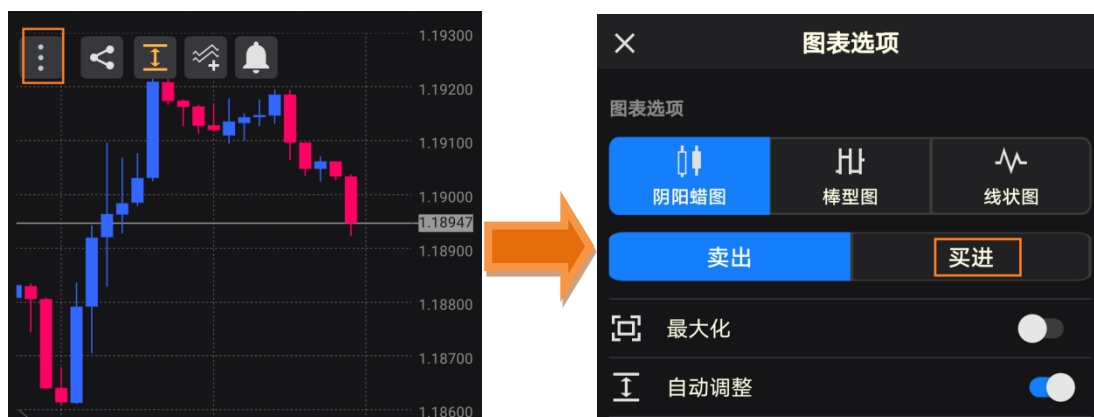 1.19300
1.19200
1.19100
1.19000
1.18947
1.18900
1.18800
1.18700
1.18600
图表选项
图表选项
阴阳蜡图
棒型图
线状图
卖出
买进
最大化
自动调整